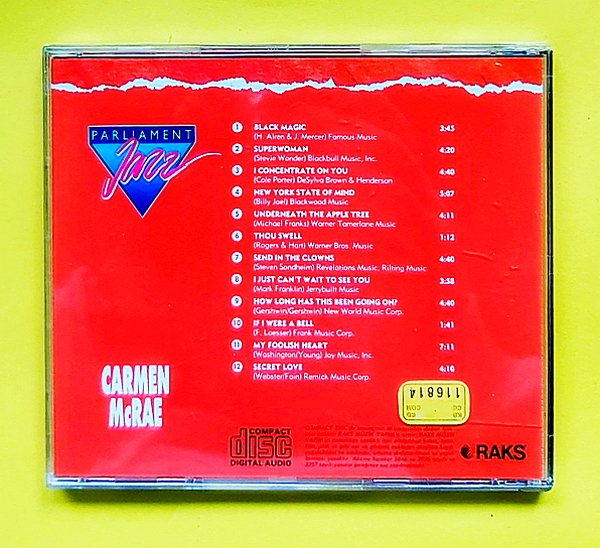 PARLIAMENT
Jazz
1 BLACK MAGIC 3:45
(H. Alren & J. Mercer) Famous Music
2 SUPERWOMAN 4:20
(Stevie Wonder) Blackbull Music, Inc.
3 I CONCENTRATE ON YOU 4:40
(Cole Porter) DeSylva Brown & Henderson
4 NEW YORK STATE OF MIND 5:07
(Billy Joel) Blackwood Music
5 UNDERNEATH THE APPLE TREE 4:11
(Michael Franks) Warner Tamerlane Music
6 THOU SWELL 1:12
(Rogers & Hart) Warner Bros. Music
7 SEND IN THE CLOWNS 4:40
(Steven Sondheim) Revelations Music, Rilting Music
8 I JUST CAN'T WAIT TO SEE YOU 3:58
(Mark Franklin) Jerrybuilt Music
9 HOW LONG HAS THIS BEEN GOING ON? 4:40
(Gershwin/Gershwin) New World Music Corp.
10 IF I WERE A BELL 1:41
(F. Loesser) Frank Music Corp.
11 MY FOOLISH HEART 7:11
(Washington/Young) Joy Music, Inc.
12 SECRET LOVE 4:10
(Webster/Fain) Remick Music Corp.
CARMEN
McRAE
116814
COMPACT
disc
DIGITAL AUDIO
RAKS